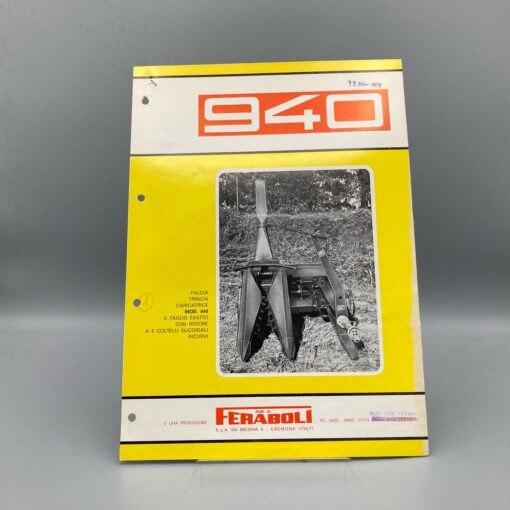 940
FALCIA
TRINCIA
CARICATRICE
MOD. 940
A TAGLIO ESATTO
CON ROTORE
A 8 COLTELLI ELICOIDALI
RICURVI
È UNA PRODUZIONE
ING. A.
FERABOLI
S.p.A. VIA BREDINA 6 - CREMONA (ITALY)